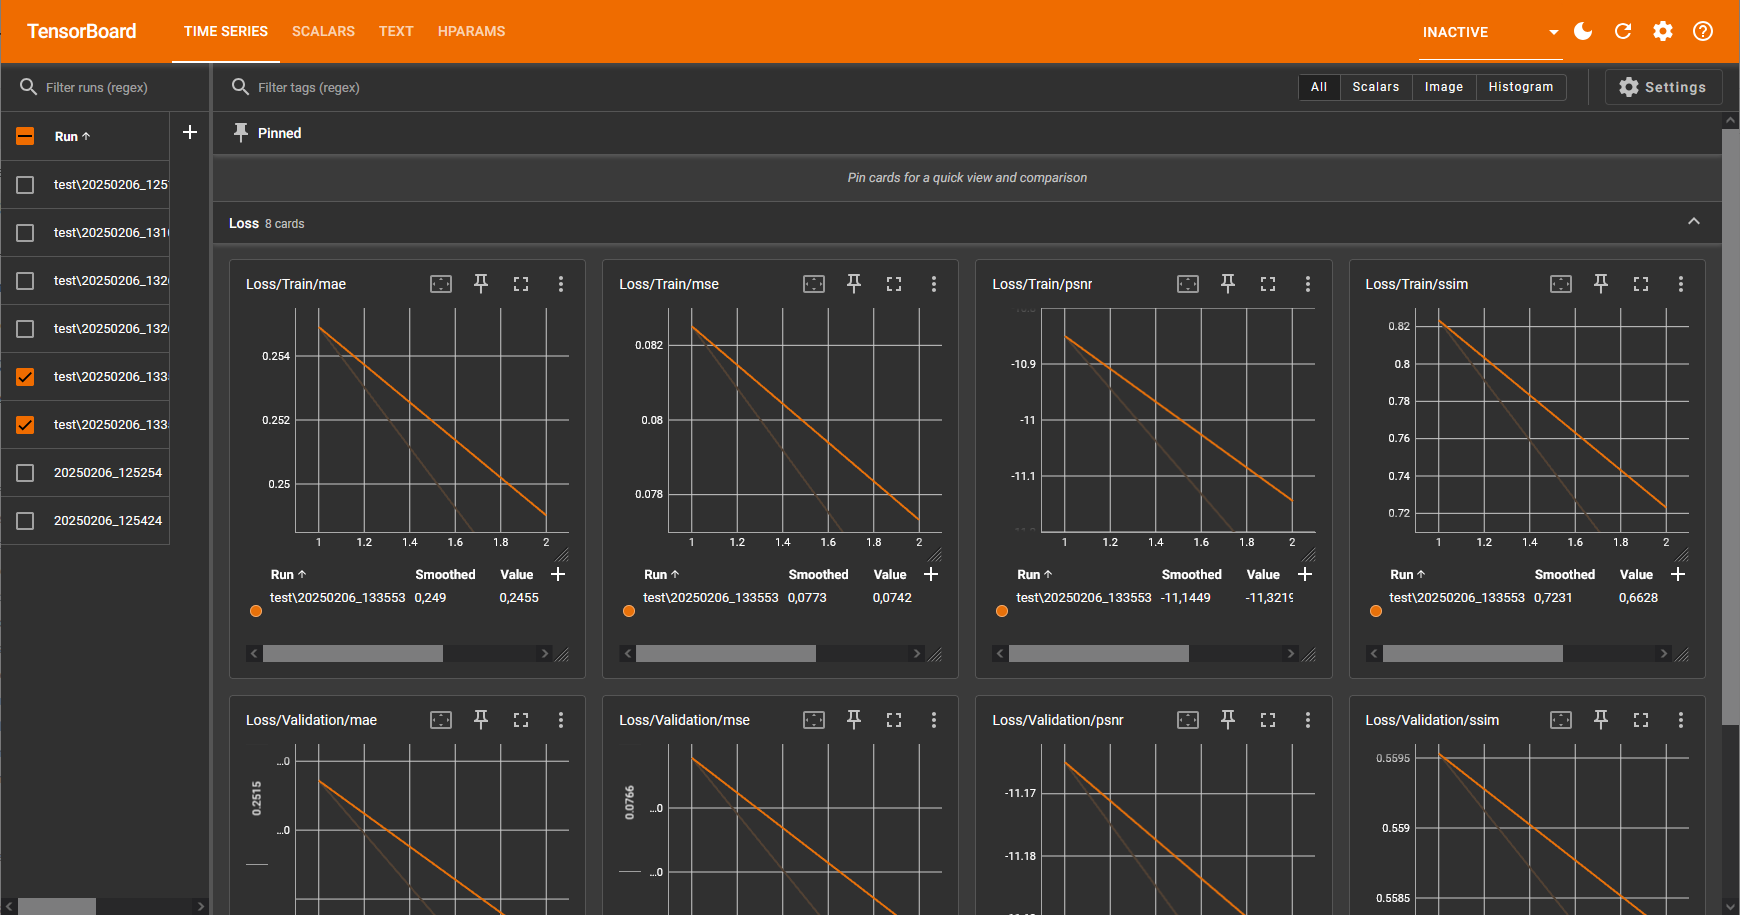 TensorBoard
TIME SERIES SCALARS TEXT HPARAMS INACTIVE
Filter runs (regex)
Filter tags (regex)
All Scalars Image Histogram
Settings
Run
test\20250206_125
test\20250206_131
test\20250206_132
test\20250206_132
test\20250206_133
test\20250206_133
20250206_125254
20250206_125424
Pinned
Pin cards for a quick view and comparison
Loss 8 cards
Loss/Train/mae
0.254
0.252
0.25
1 1.2 1.4 1.6 1.8 2
Run Smoothed Value
test\20250206_133553 0,249 0,2455
Loss/Train/mse
0.082
0.08
0.078
1 1.2 1.4 1.6 1.8 2
Run Smoothed Value
test\20250206_133553 0,0773 0,0742
Loss/Train/psnr
-10.9
-11
-11.1
1 1.2 1.4 1.6 1.8 2
Run Smoothed Value
test\20250206_133553 -11,1449 -11,3219
Loss/Train/ssim
0.82
0.8
0.78
0.76
0.74
0.72
1 1.2 1.4 1.6 1.8 2
Run Smoothed Value
test\20250206_133553 0,7231 0,6628
Loss/Validation/mae
...0
0.2515
...0
Loss/Validation/mse
0.0766
...0
...0
Loss/Validation/psnr
-11.17
-11.18
Loss/Validation/ssim
0.5595
0.559
0.5585